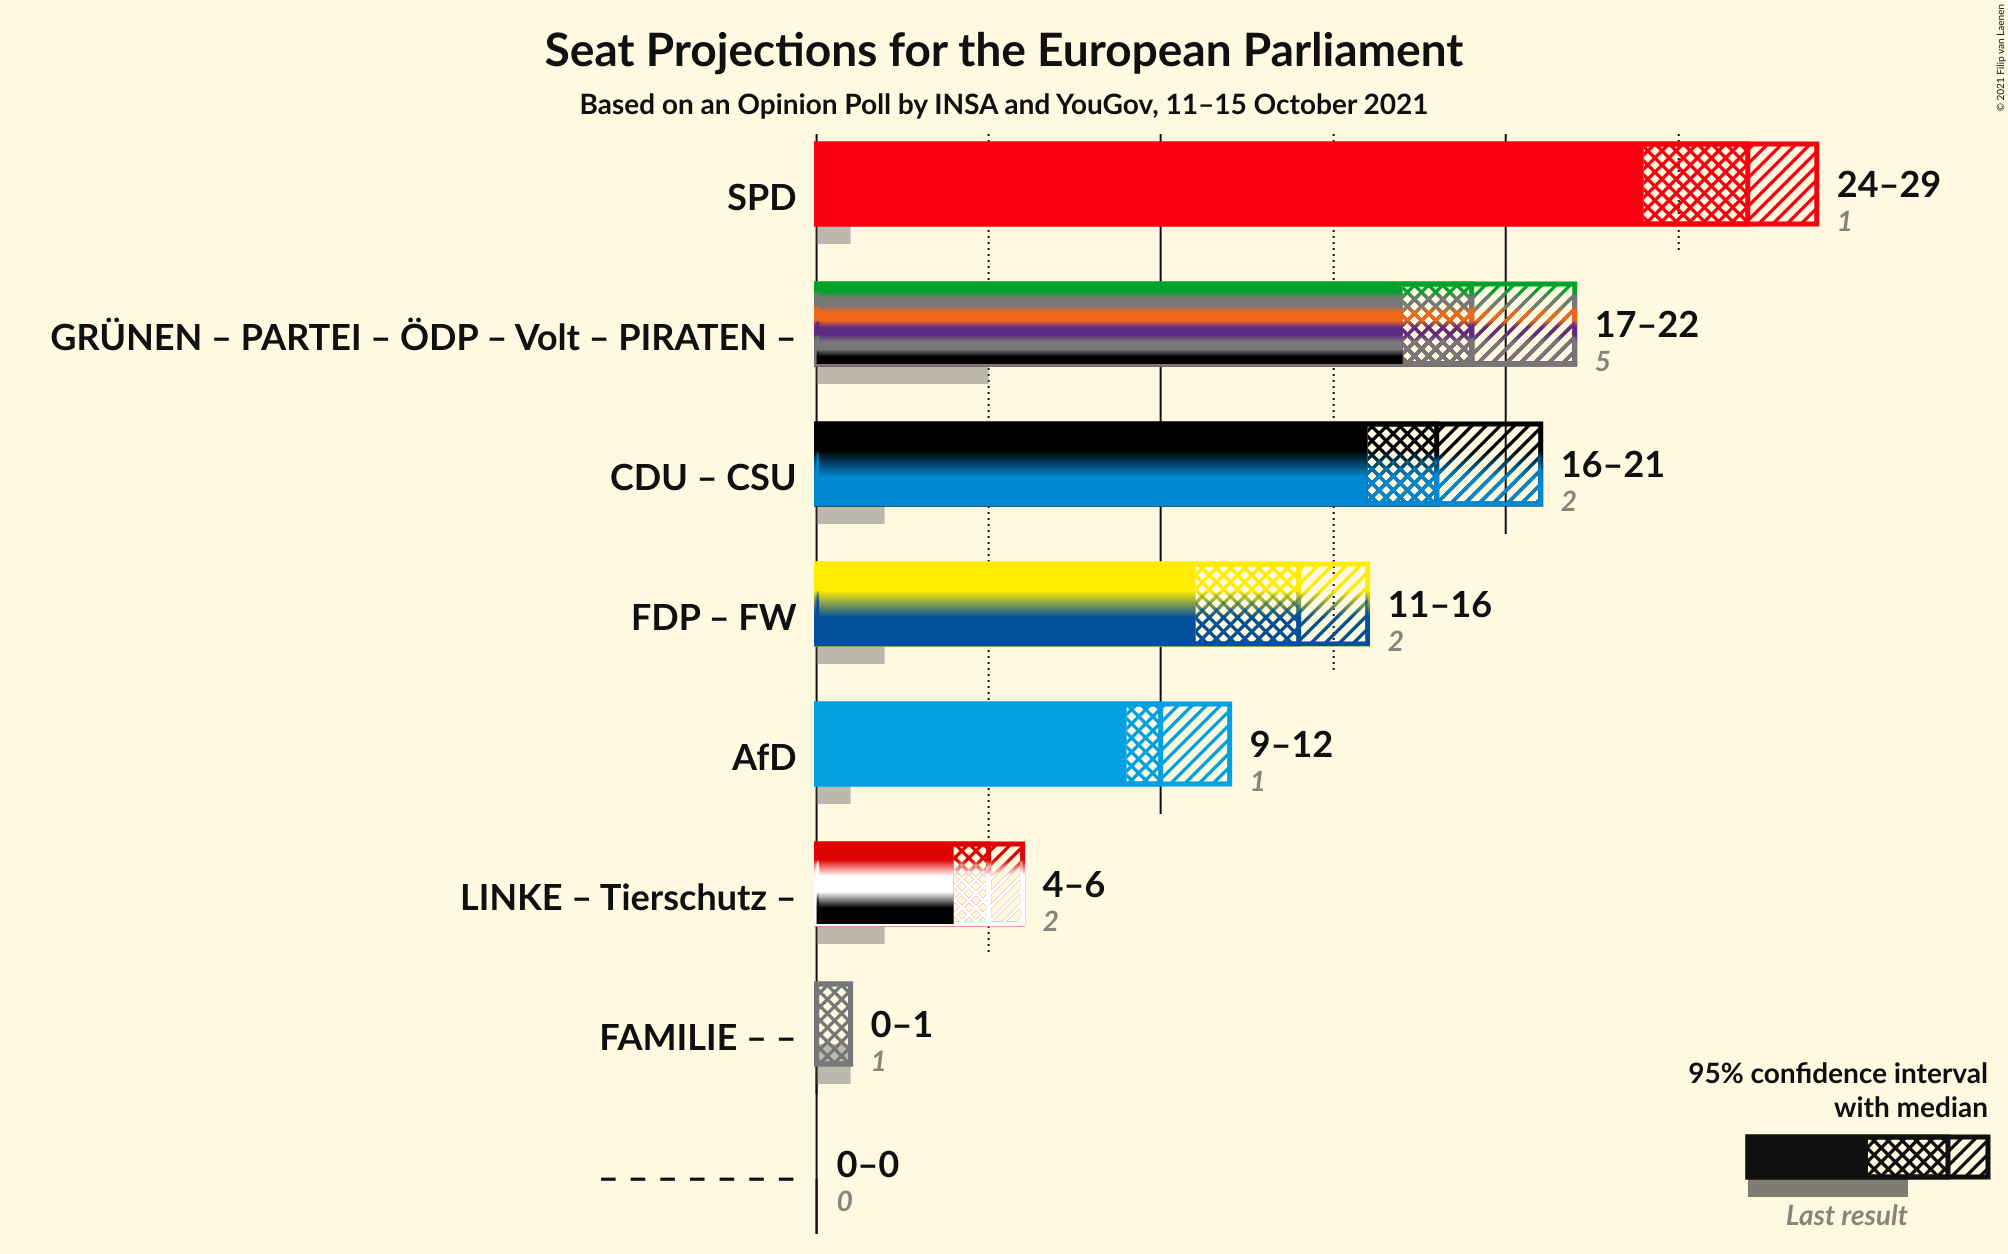 Seat Projections for the European Parliament
Based on an Opinion Poll by INSA and YouGov, 11–15 October 2021
© 2021 Filip van Laenen
SPD
24–29
1
GRÜNEN – PARTEI – ÖDP – Volt – PIRATEN –
17–22
5
CDU – CSU
16–21
2
FDP – FW
11–16
2
AfD
9–12
1
LINKE – Tierschutz –
4–6
2
FAMILIE – –
0–1
1
– – – – – – –
0–0
0
95% confidence interval
with median
Last result